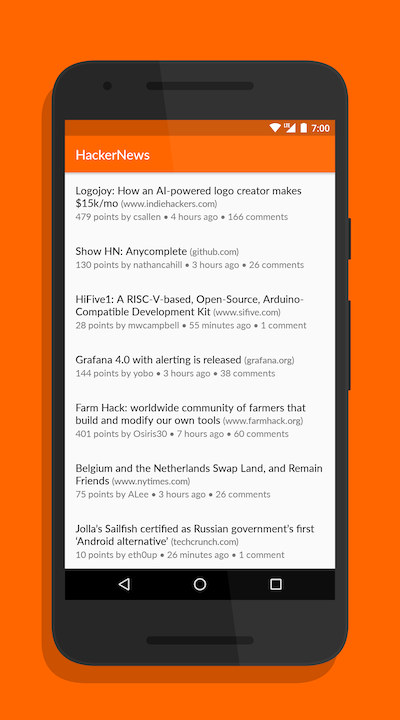 LTE 7:00
HackerNews
Logojoy: How an AI-powered logo creator makes
$15k/mo (www.indiehackers.com)
479 points by csallen • 4 hours ago • 166 comments
Show HN: Anycomplete (github.com)
130 points by nathancahill • 3 hours ago • 26 comments
HiFive1: A RISC-V-based, Open-Source, Arduino-
Compatible Development Kit (www.sifive.com)
28 points by mwcampbell • 55 minutes ago • 1 comment
Grafana 4.0 with alerting is released (grafana.org)
144 points by yobo • 3 hours ago • 38 comments
Farm Hack: worldwide community of farmers that
build and modify our own tools (www.farmhack.org)
401 points by Osiris30 • 7 hours ago • 60 comments
Belgium and the Netherlands Swap Land, and Remain
Friends (www.nytimes.com)
75 points by ALee • 3 hours ago • 26 comments
Jolla's Sailfish certified as Russian government's first
'Android alternative' (techcrunch.com)
10 points by eth0up • 26 minutes ago • 1 comment